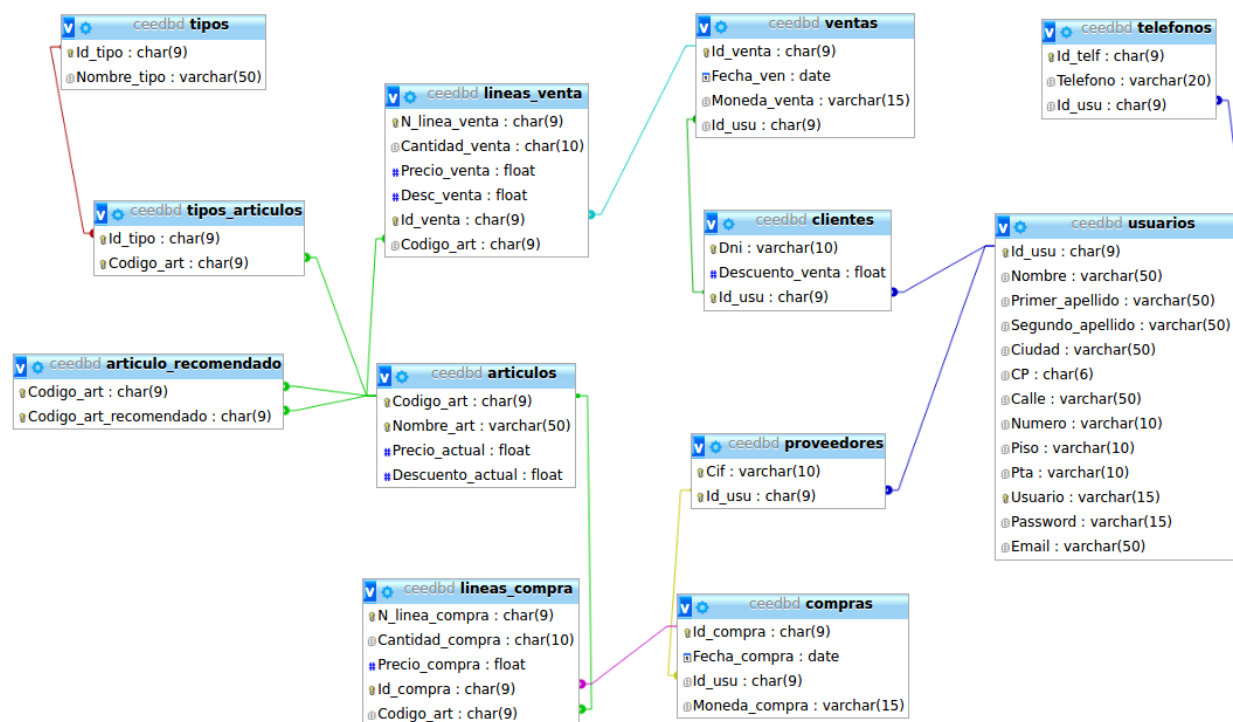 ceedbd tipos
Id_tipo : char(9)
Nombre_tipo : varchar(50)
ceedbd lineas_venta
N_linea_venta : char(9)
Cantidad_venta : char(10)
Precio_venta : float
Desc_venta : float
Id_venta : char(9)
Codigo_art : char(9)
ceedbd ventas
Id_venta : char(9)
Fecha_ven : date
Moneda_venta : varchar(15)
Id_usu : char(9)
ceedbd telefonos
Id_telf : char(9)
Telefono : varchar(20)
Id_usu : char(9)
ceedbd tipos_articulos
Id_tipo : char(9)
Codigo_art : char(9)
ceedbd clientes
Dni : varchar(10)
Descuento_venta : float
Id_usu : char(9)
ceedbd usuarios
Id_usu : char(9)
Nombre : varchar(50)
Primer_apellido : varchar(50)
Segundo_apellido : varchar(50)
Ciudad : varchar(50)
CP : char(6)
Calle : varchar(50)
Numero : varchar(10)
Piso : varchar(10)
Pta : varchar(10)
Usuario : varchar(15)
Password : varchar(15)
Email : varchar(50)
ceedbd articulo_recomendado
Codigo_art : char(9)
Codigo_art_recomendado : char(9)
ceedbd articulos
Codigo_art : char(9)
Nombre_art : varchar(50)
Precio_actual : float
Descuento_actual : float
ceedbd proveedores
Cif : varchar(10)
Id_usu : char(9)
ceedbd lineas_compra
N_linea_compra : char(9)
Cantidad_compra : char(10)
Precio_compra : float
Id_compra : char(9)
Codigo_art : char(9)
ceedbd compras
Id_compra : char(9)
Fecha_compra : date
Id_usu : char(9)
Moneda_compra : varchar(15)